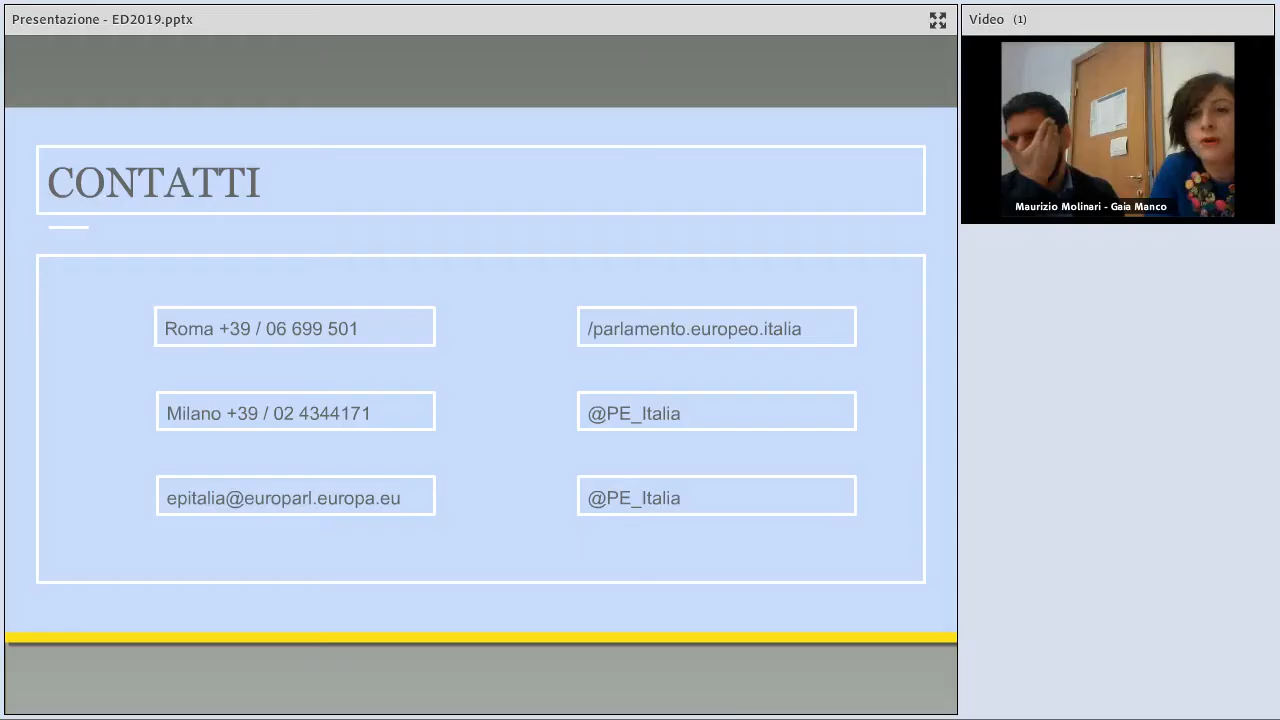 Presentazione - ED2019.pptx
Video (1)
Maurizio Molinari - Gaia Manco
CONTATTI
Roma +39 / 06 699 501
/parlamento.europeo.italia
Milano +39 / 02 4344171
@PE_Italia
epitalia@europarl.europa.eu
@PE_Italia